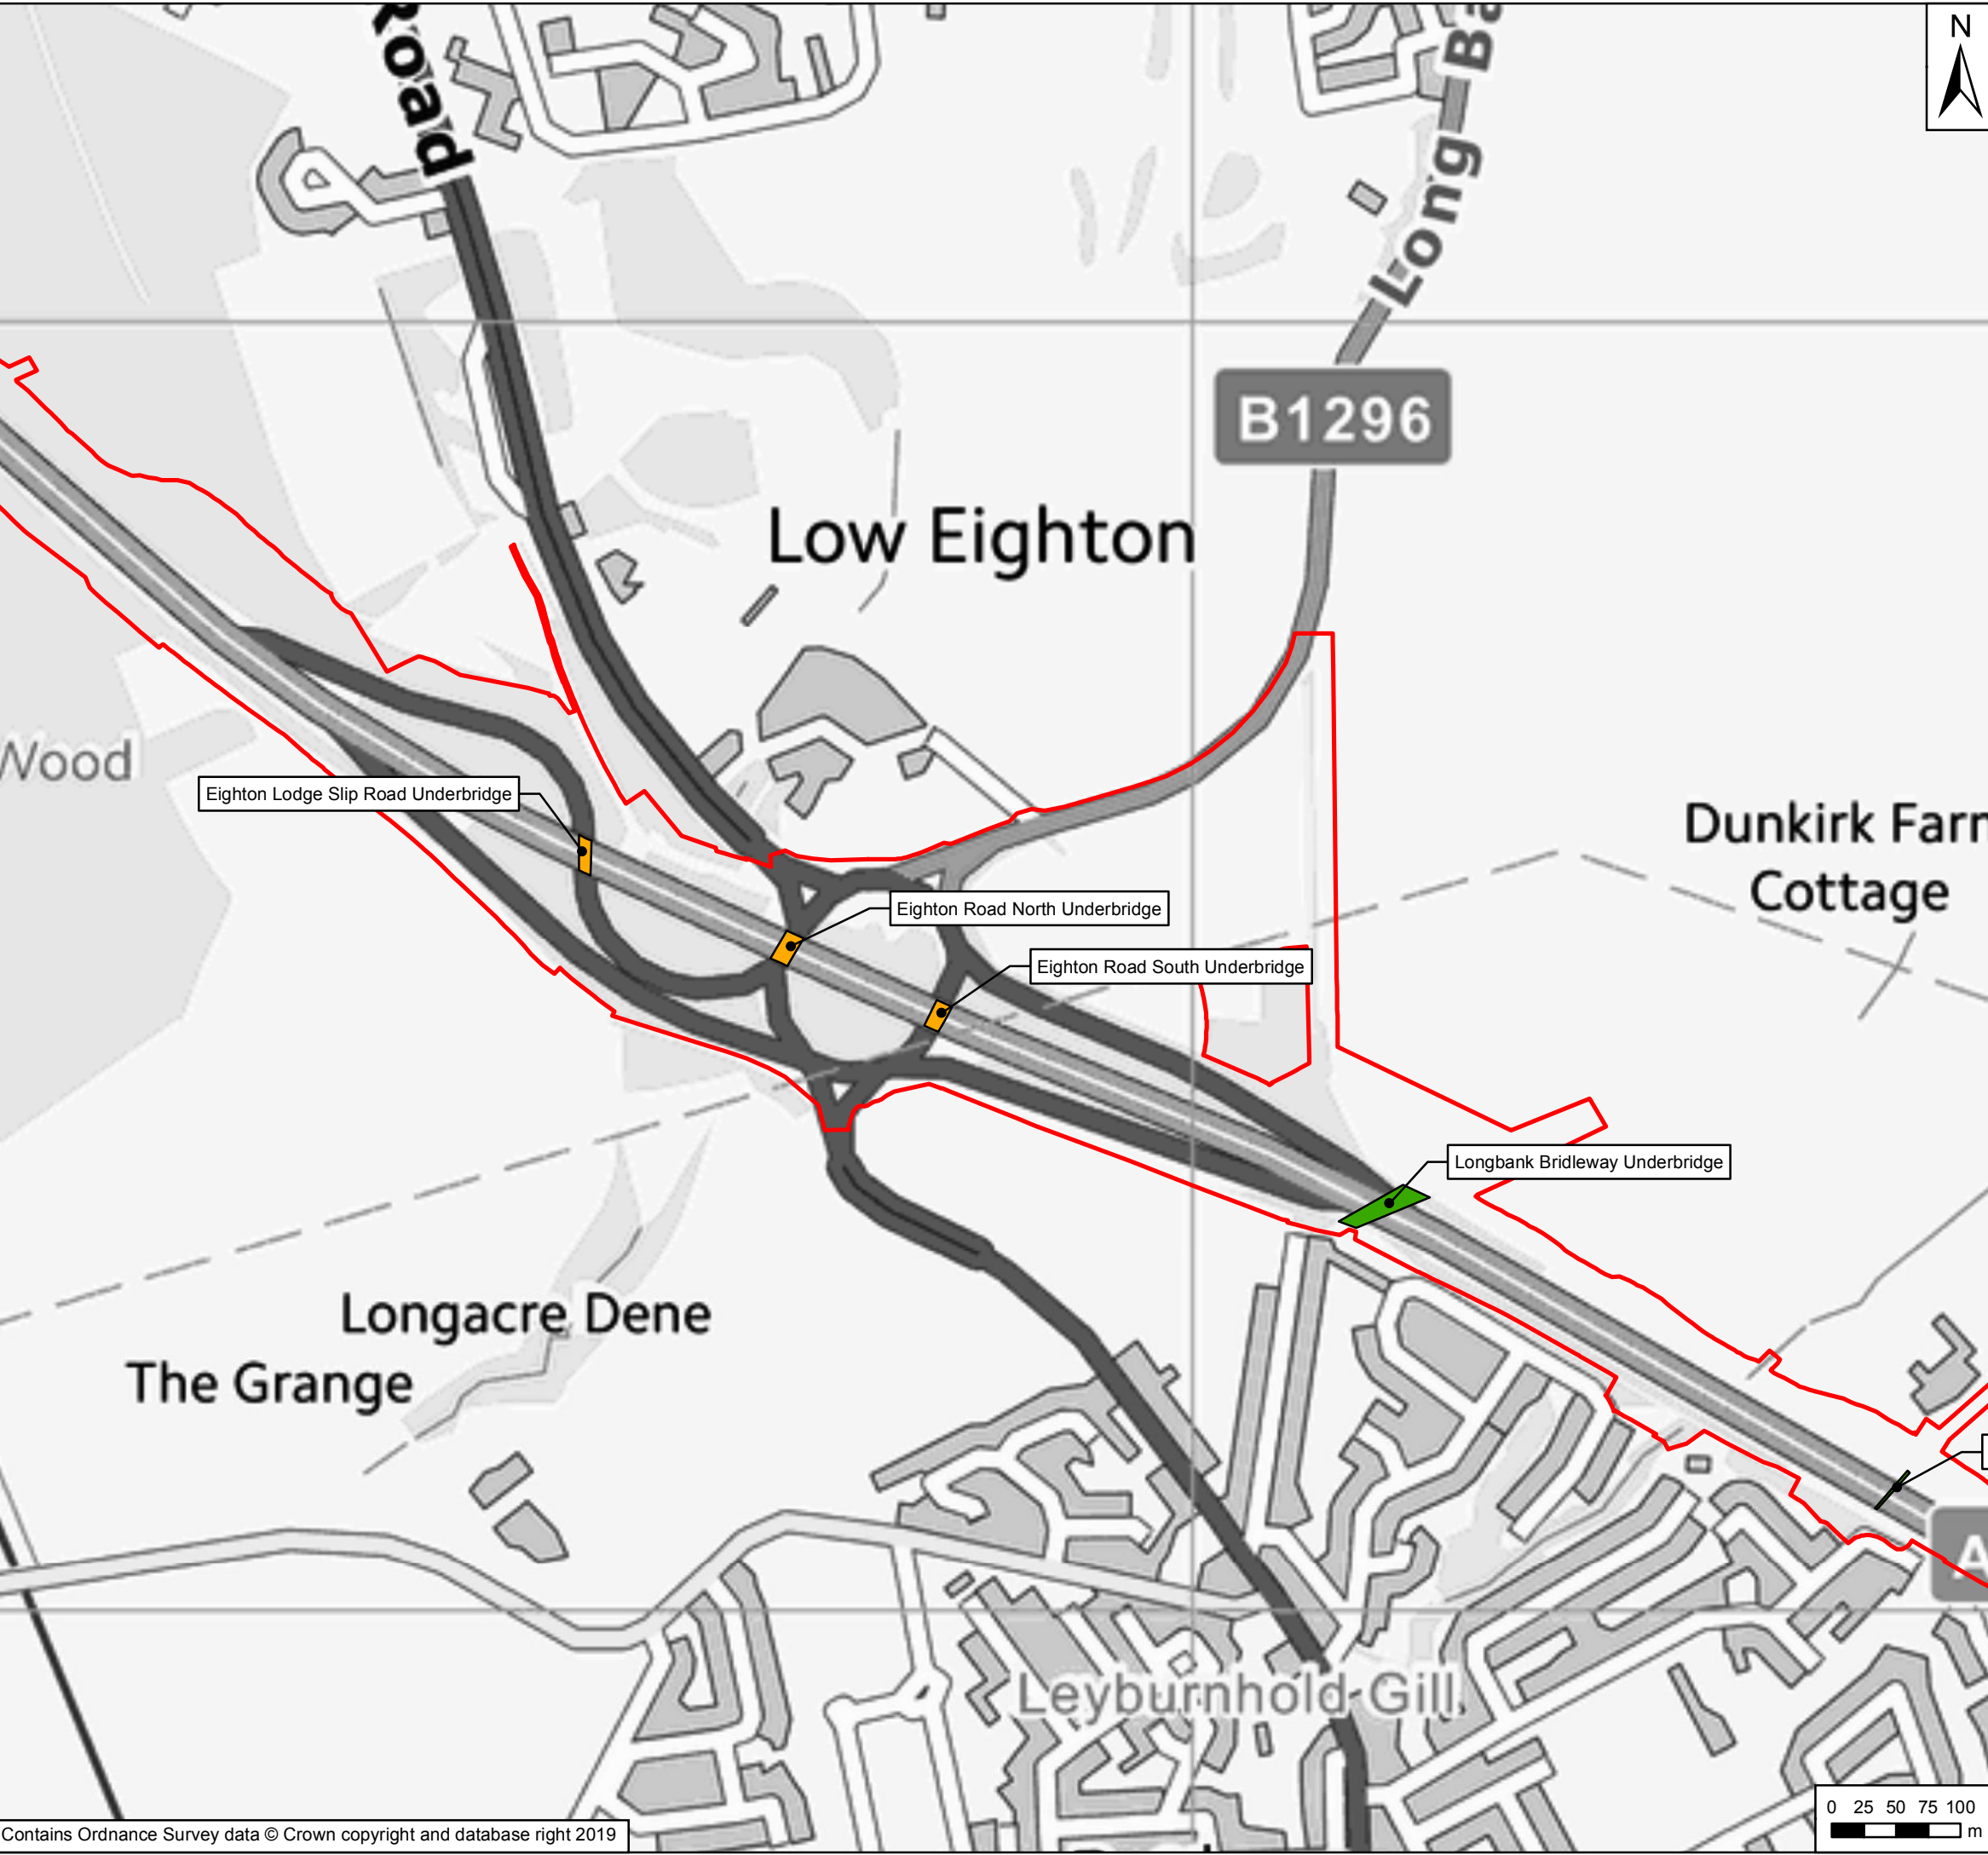 Road
Long Ba
N
B1296
Low Eighton
Wood
Eighton Lodge Slip Road Underbridge
Dunkirk Farm
Cottage
Eighton Road North Underbridge
Eighton Road South Underbridge
Longbank Bridleway Underbridge
Longacre Dene
The Grange
A
Leyburnhold Gill
0 25 50 75 100
m
Contains Ordnance Survey data © Crown copyright and database right 2019